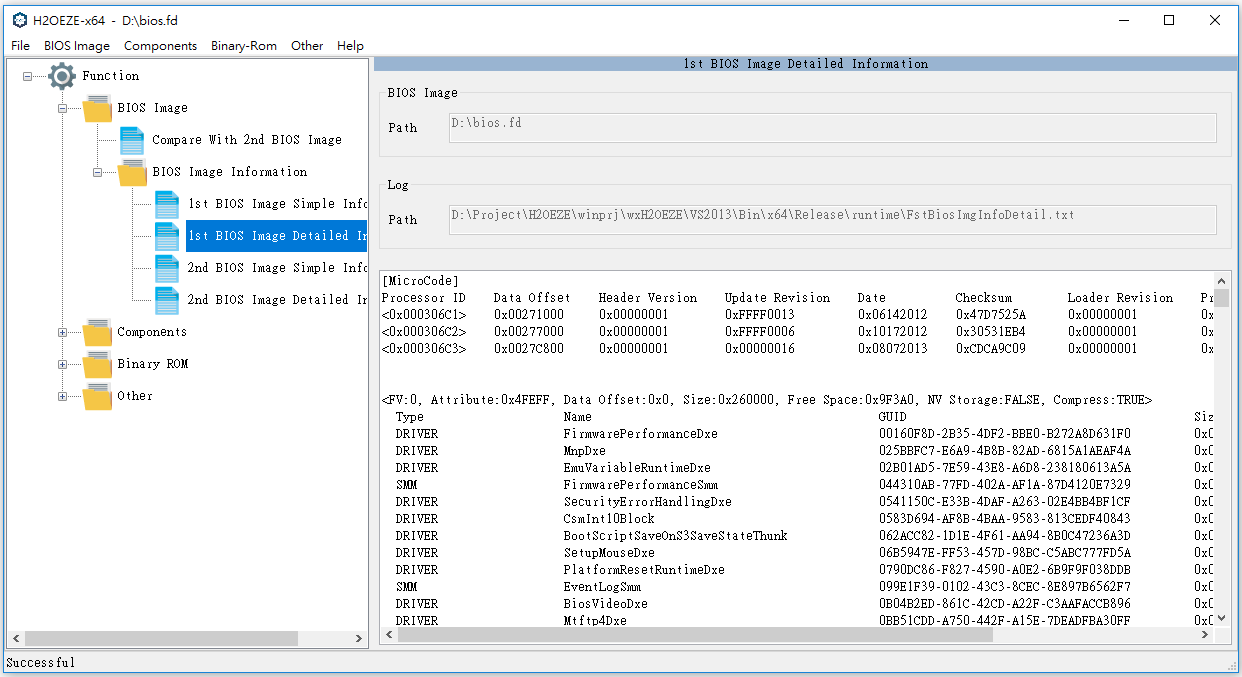 H2OEZE-x64 - D:\bios.fd
File BIOS Image Components Binary-Rom Other Help
Function
BIOS Image
Compare With 2nd BIOS Image
BIOS Image Information
1st BIOS Image Simple Info
1st BIOS Image Detailed In
2nd BIOS Image Simple Info
2nd BIOS Image Detailed In
Components
Binary ROM
Other
1st BIOS Image Detailed Information
BIOS Image
Path D:\bios.fd
Log
Path D:\Project\H2OEZE\winprj\wxH2OEZE\VS2013\Bin\x64\Release\runtime\FstBiosImgInfoDetail.txt
[MicroCode]
Processor ID Data Offset Header Version Update Revision Date Checksum Loader Revision Pr
<0x000306C1> 0x00271000 0x00000001 0xFFFF0013 0x06142012 0x47D7525A 0x00000001 0x
<0x000306C2> 0x00277000 0x00000001 0xFFFF0006 0x10172012 0x30531EB4 0x00000001 0x
<0x000306C3> 0x0027C800 0x00000001 0x00000016 0x08072013 0xCDCA9C09 0x00000001 0x
<FV:0, Attribute:0x4FEFF, Data Offset:0x0, Size:0x260000, Free Space:0x9F3A0, NV Storage:FALSE, Compress:TRUE>
Type Name GUID Siz
DRIVER FirmwarePerformanceDxe 00160F8D-2B35-4DF2-BBE0-B272A8D631F0 0x0
DRIVER MnpDxe 025BBFC7-E6A9-4B8B-82AD-6815A1AEAF4A 0x0
DRIVER EmuVariableRuntimeDxe 02B01AD5-7E59-43E8-A6D8-238180613A5A 0x0
SMM FirmwarePerformanceSmm 044310AB-77FD-402A-AF1A-87D4120E7329 0x0
DRIVER SecurityErrorHandlingDxe 0541150C-E33B-4DAF-A263-02E4BB4BF1CF 0x0
DRIVER CsmInt10Block 0583D694-AF8B-4BAA-9583-813CEDF40843 0x0
DRIVER BootScriptSaveOnS3SaveStateThunk 062ACC82-1D1E-4F61-AA94-8B0C47236A3D 0x0
DRIVER SetupMouseDxe 06B5947E-FF53-457D-98BC-C5ABC777FD5A 0x0
DRIVER PlatformResetRuntimeDxe 0790DC86-F827-4590-A0E2-6B9F9F038DDB 0x0
SMM EventLogSmm 099E1F39-0102-43C3-8CEC-8E897B6562F7 0x0
DRIVER BiosVideoDxe 0B04B2ED-861C-42CD-A22F-C3AAFACCB896 0x0
DRIVER Mtftp4Dxe 0BB51CDD-A750-442F-A15E-7DEADFBA30FF 0x0
Successful